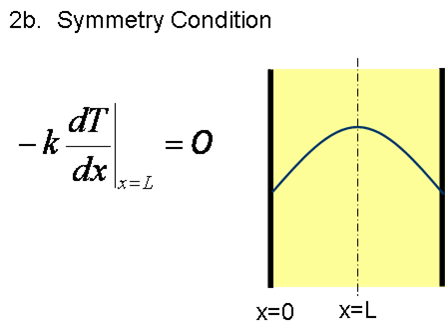 2b. Symmetry Condition
-k dT/dx |x=L = 0
x=0 x=L